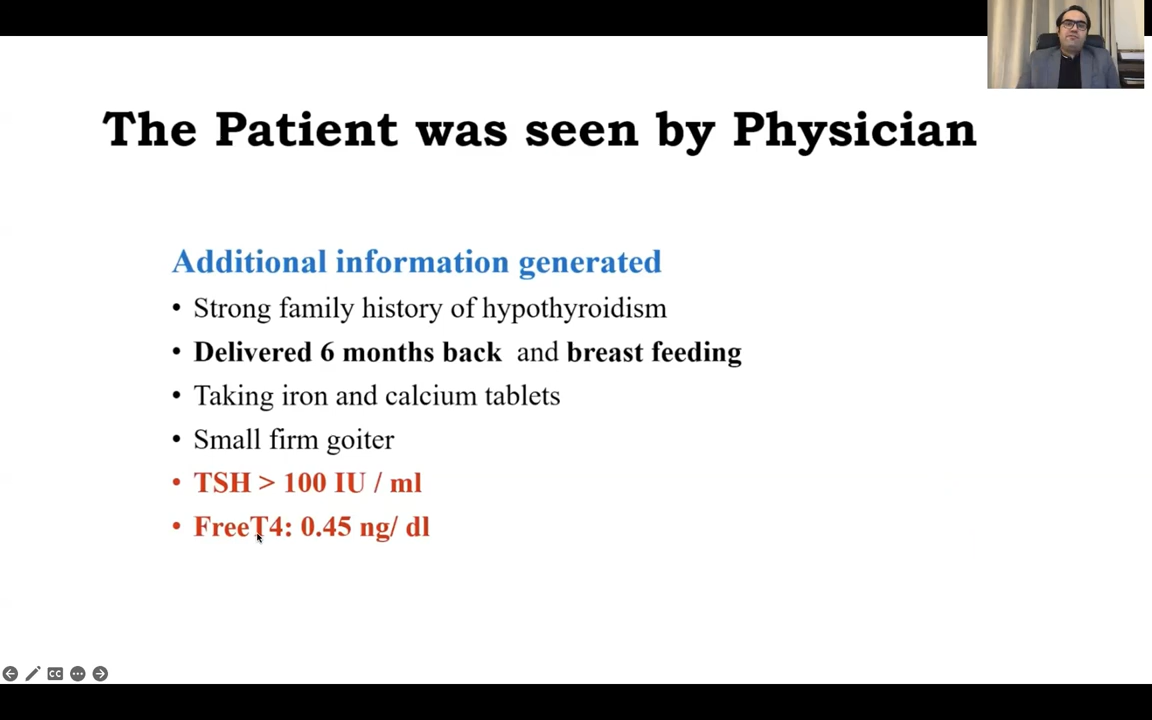 The Patient was seen by Physician
Additional information generated
• Strong family history of hypothyroidism
• Delivered 6 months back and breast feeding
• Taking iron and calcium tablets
• Small firm goiter
• TSH > 100 IU / ml
• FreeT4: 0.45 ng/ dl
CC